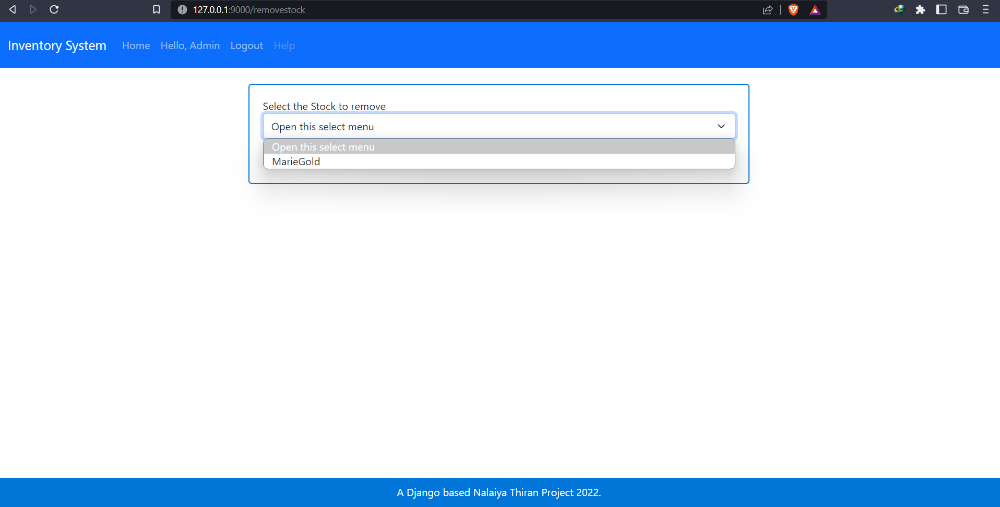 127.0.0.1:9000/removestock
Inventory System Home Hello, Admin Logout Help
Select the Stock to remove
Open this select menu
Open this select menu
MarieGold
A Django based Nalaiya Thiran Project 2022.